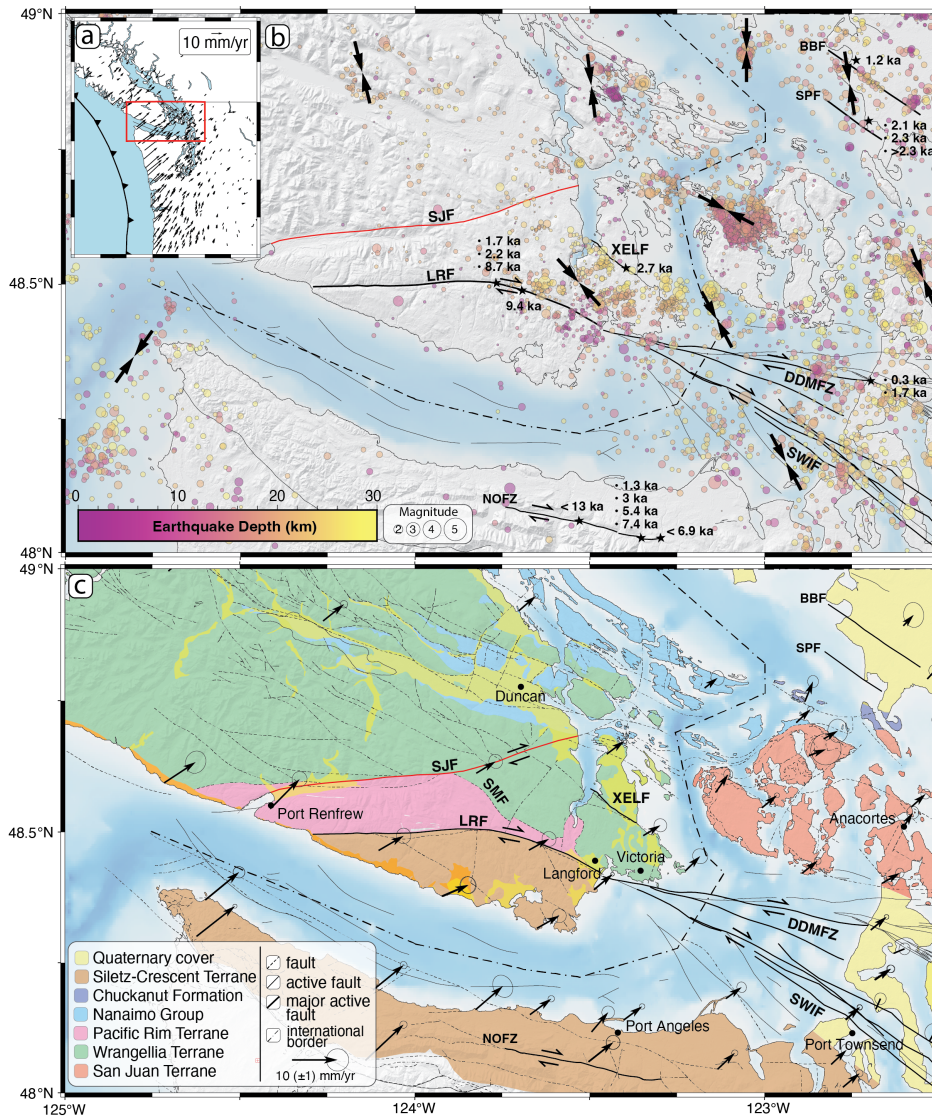 49°N
a
10 mm/yr
b
BBF
1.2 ka
SPF
2.1 ka
2.3 ka
>2.3 ka
SJF
1.7 ka
2.2 ka
8.7 ka
XELF
2.7 ka
LRF
48.5°N
9.4 ka
DDMFZ
0.3 ka
1.7 ka
SWIF
0 10 20 30
Earthquake Depth (km)
Magnitude
2 3 4 5
NOFZ
< 13 ka
1.3 ka
3 ka
5.4 ka
7.4 ka
< 6.9 ka
48°N
49°N
c
BBF
SPF
Duncan
SJF
SMF
XELF
Port Renfrew
LRF
Anacortes
48.5°N
Victoria
Langford
DDMFZ
SWIF
Quaternary cover
Siletz-Crescent Terrane
Chuckanut Formation
Nanaimo Group
Pacific Rim Terrane
Wrangellia Terrane
San Juan Terrane
fault
active fault
major active
fault
international
border
10 (±1) mm/yr
NOFZ
Port Angeles
Port Townsend
48°N
125°W
124°W
123°W